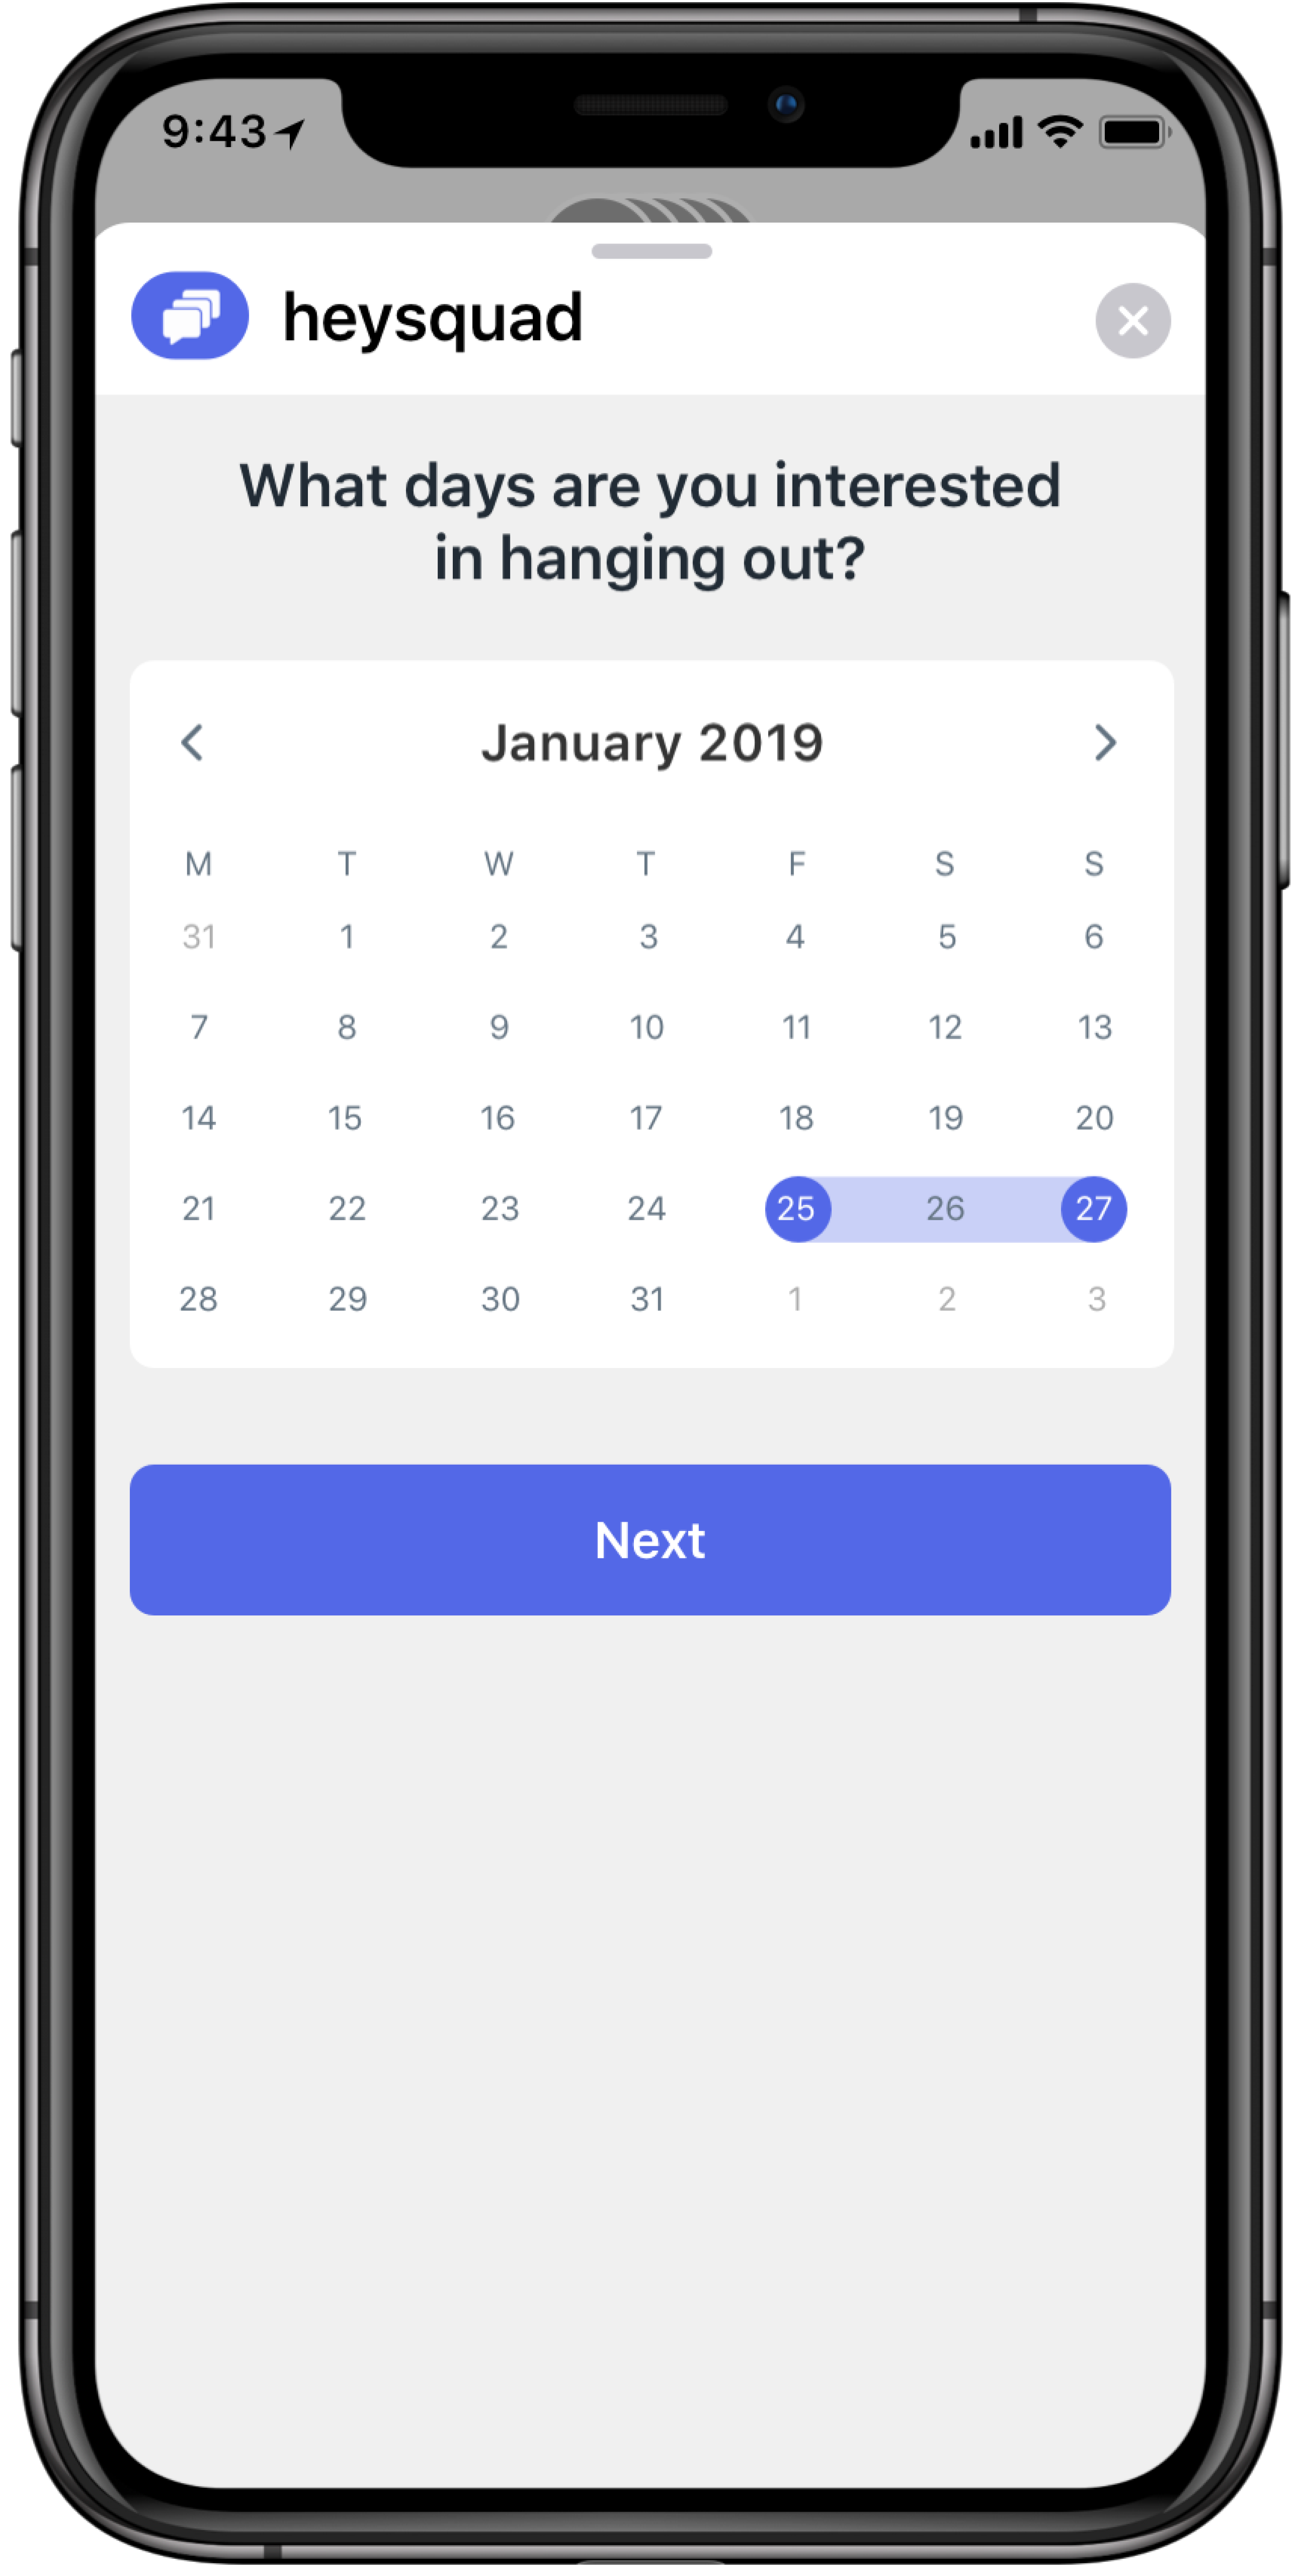 9:43
heysquad
What days are you interested
in hanging out?
January 2019
M T W T F S S
31 1 2 3 4 5 6
7 8 9 10 11 12 13
14 15 16 17 18 19 20
21 22 23 24 25 26 27
28 29 30 31 1 2 3
Next